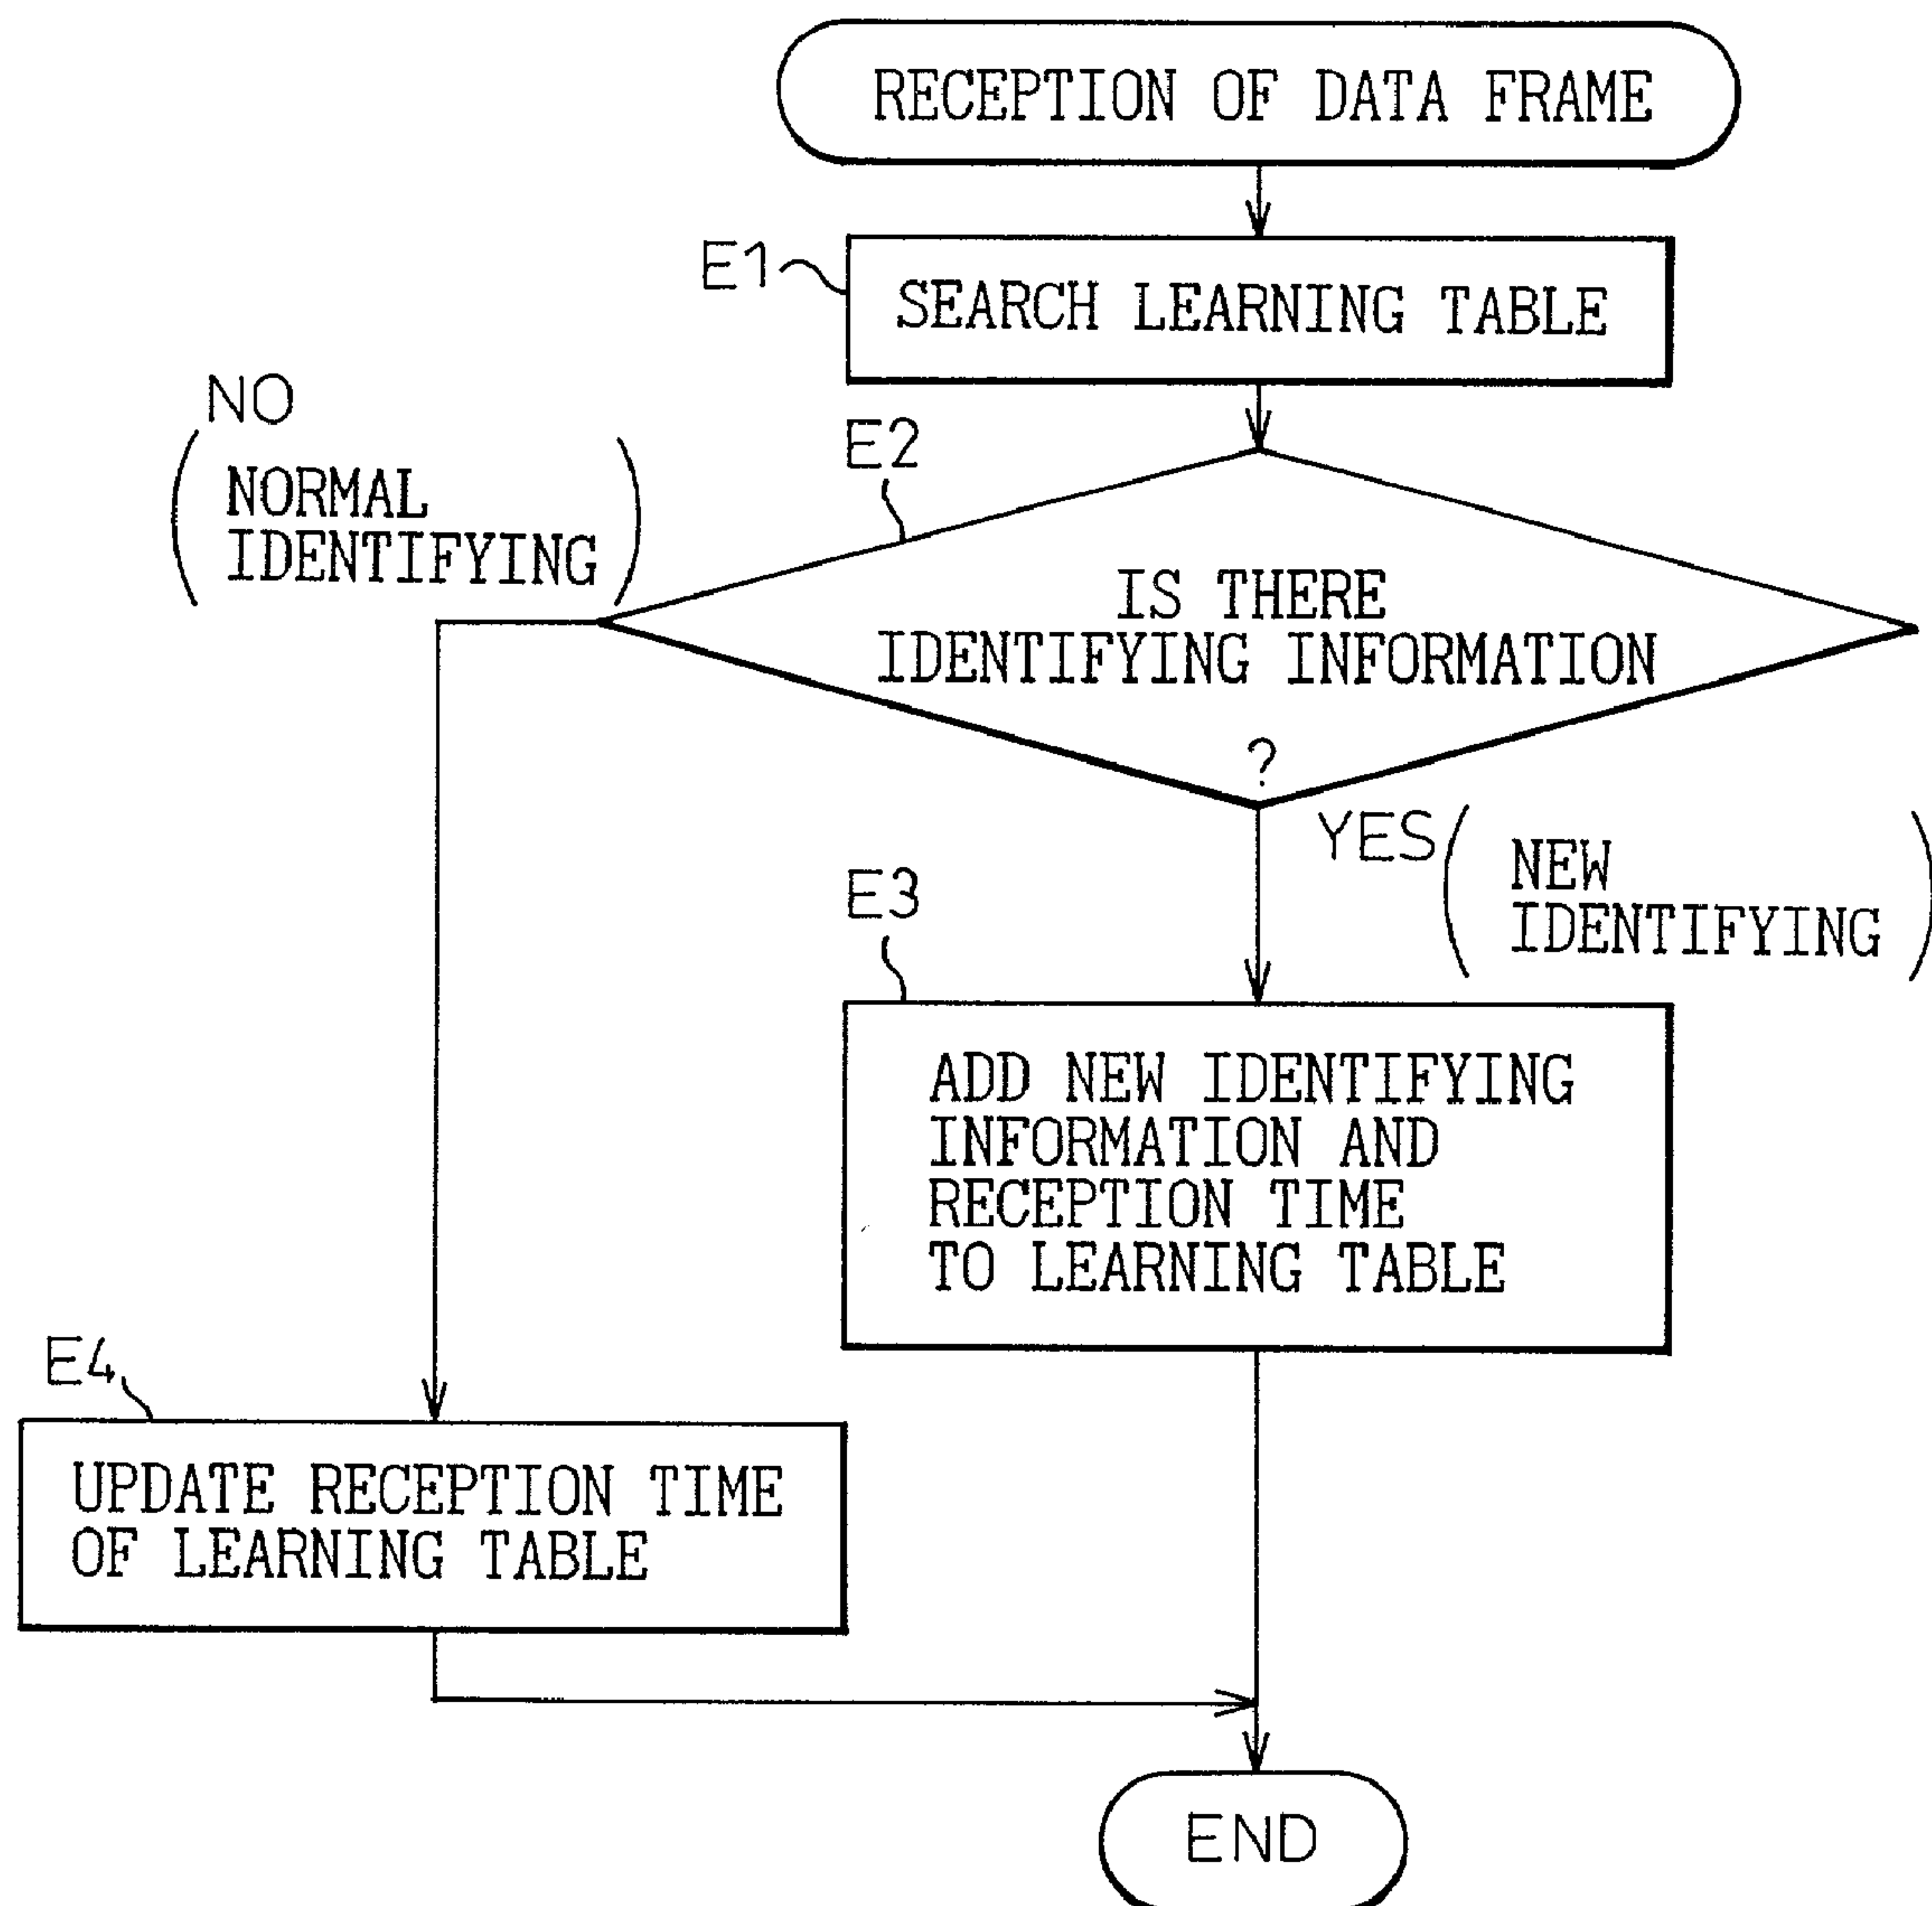 RECEPTION OF DATA FRAME
E1
SEARCH LEARNING TABLE
NO
NORMAL
IDENTIFYING
E2
IS THERE
IDENTIFYING INFORMATION
?
YES
NEW
IDENTIFYING
E3
ADD NEW IDENTIFYING
INFORMATION AND
RECEPTION TIME
TO LEARNING TABLE
E4
UPDATE RECEPTION TIME
OF LEARNING TABLE
END